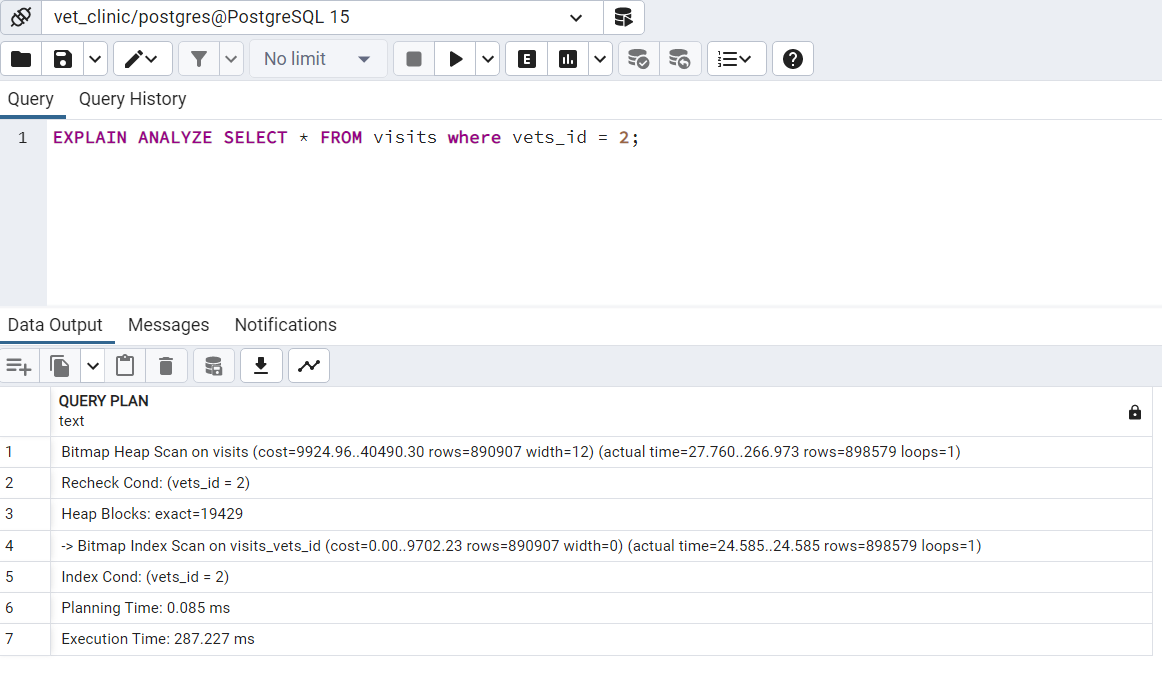 vet_clinic/postgres@PostgreSQL 15
No limit
E
Query Query History
1 EXPLAIN ANALYZE SELECT * FROM visits where vets_id = 2;
Data Output Messages Notifications
QUERY PLAN
text
1 Bitmap Heap Scan on visits (cost=9924.96..40490.30 rows=890907 width=12) (actual time=27.760..266.973 rows=898579 loops=1)
2 Recheck Cond: (vets_id = 2)
3 Heap Blocks: exact=19429
4 -> Bitmap Index Scan on visits_vets_id (cost=0.00..9702.23 rows=890907 width=0) (actual time=24.585..24.585 rows=898579 loops=1)
5 Index Cond: (vets_id = 2)
6 Planning Time: 0.085 ms
7 Execution Time: 287.227 ms